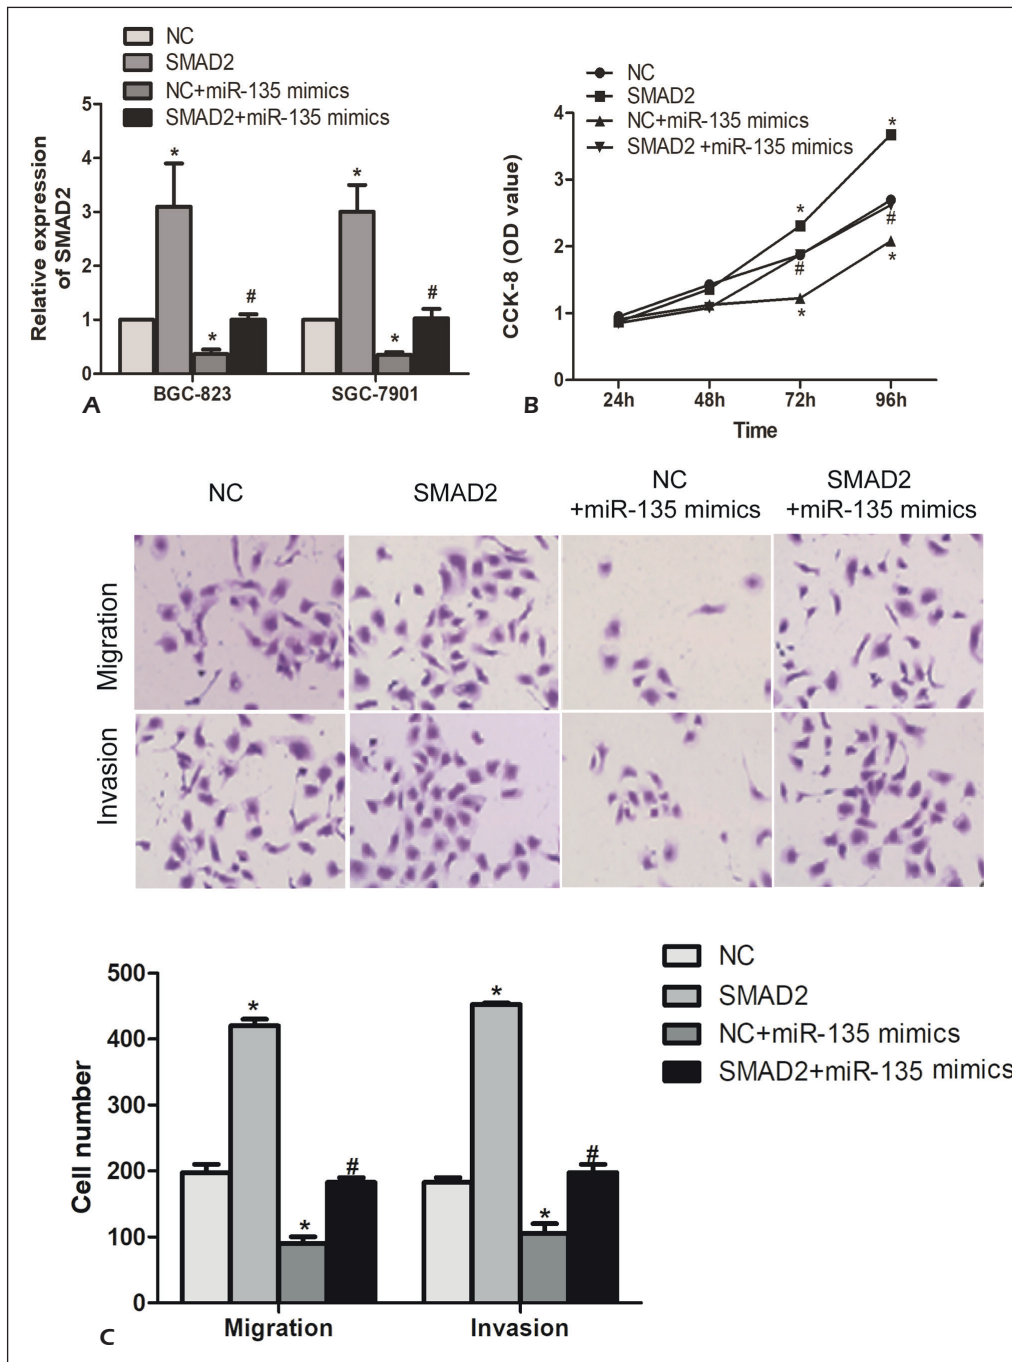 NC
SMAD2
NC+miR-135 mimics
SMAD2+miR-135 mimics
Relative expression
of SMAD2
5
4
3
2
1
0
*
*
#
*
*
#
BGC-823
SGC-7901
A
NC
SMAD2
NC+miR-135 mimics
SMAD2 +miR-135 mimics
CCK-8 (OD value)
4
3
2
1
0
*
#
*
*
#
*
24h
48h
72h
96h
Time
B
NC
SMAD2
NC
+miR-135 mimics
SMAD2
+miR-135 mimics
Migration
Invasion
NC
SMAD2
NC+miR-135 mimics
SMAD2+miR-135 mimics
Cell number
500
400
300
200
100
0
*
*
#
*
*
#
Migration
Invasion
C